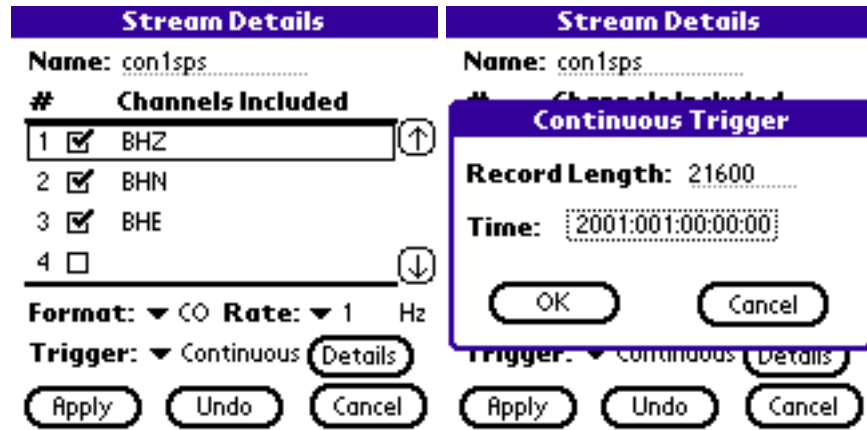 Stream Details
Name: con1sps
# Channels Included
1 BHZ
2 BHN
3 BHE
4
Format: CO Rate: 1 Hz
Trigger: Continuous Details
Apply Undo Cancel
Stream Details
Name: con1sps
# Channels Included
Continuous Trigger
Record Length: 21600
Time: 2001:001:00:00:00
OK Cancel
Trigger: Continuous Details
Apply Undo Cancel